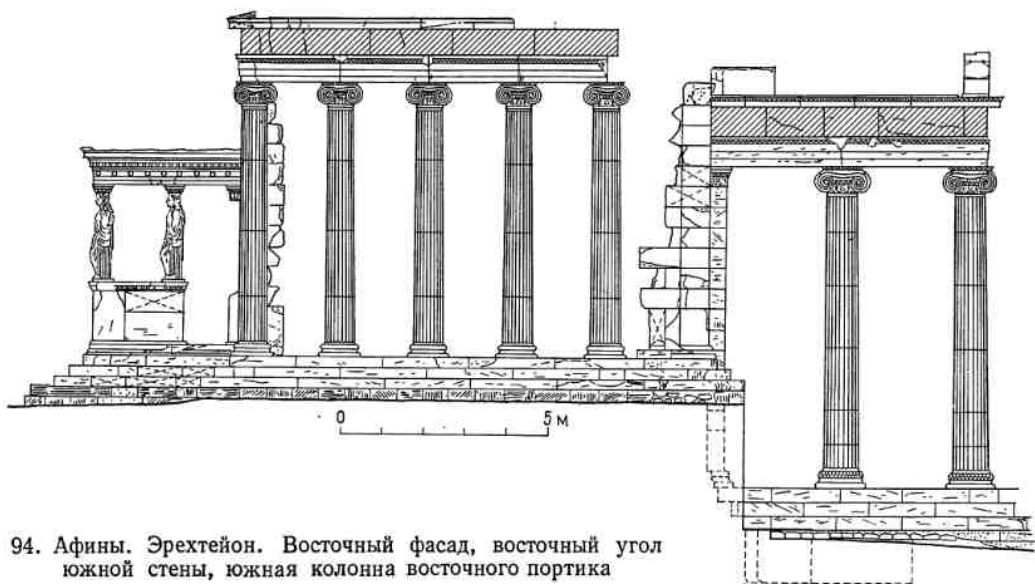 0 5 м
94. Афины. Эрехтейон. Восточный фасад, восточный угол
южной стены, южная колонна восточного портика